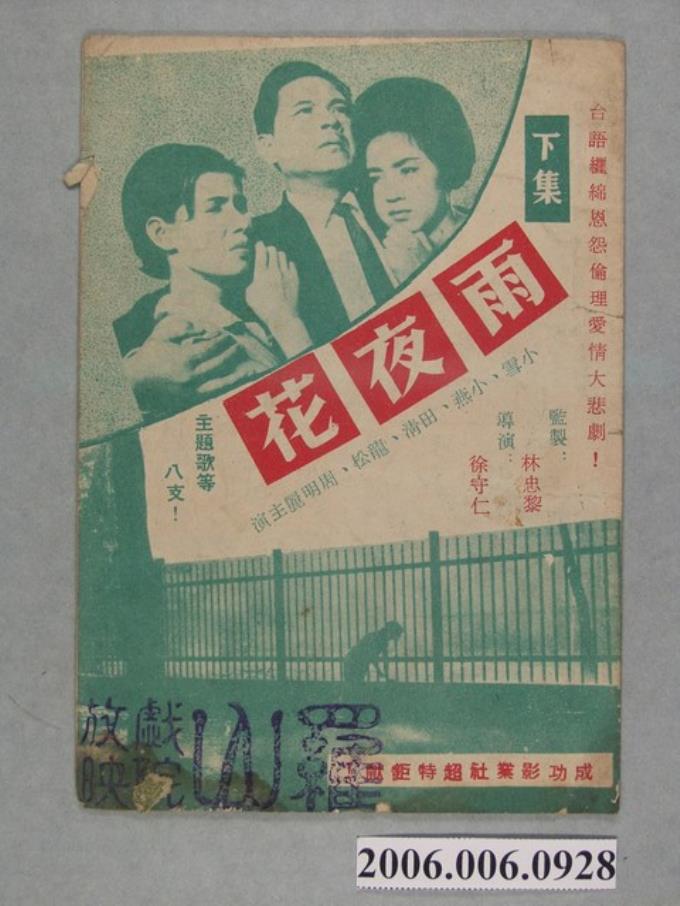 台語纏綿恩怨倫理愛情大悲劇！
下集
雨夜花
監製：林忠黎
導演：徐守仁
小雪、小燕、田清、龍松、周明麗主演
主題歌等
八支！
成功影業社超特鉅獻
羅山戲院放映
2006.006.0928